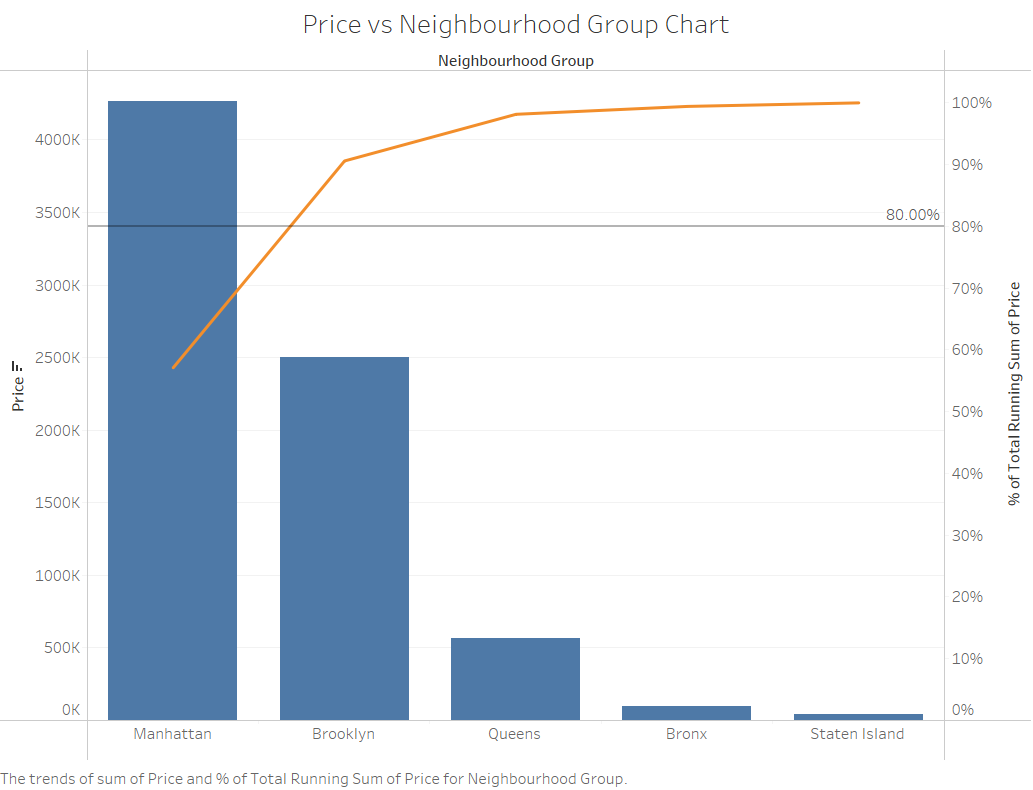 Price vs Neighbourhood Group Chart
Neighbourhood Group
4000K
3500K
3000K
2500K
2000K
1500K
1000K
500K
0K
Price
100%
90%
80%
70%
60%
50%
40%
30%
20%
10%
0%
% of Total Running Sum of Price
80.00%
Manhattan
Brooklyn
Queens
Bronx
Staten Island
The trends of sum of Price and % of Total Running Sum of Price for Neighbourhood Group.